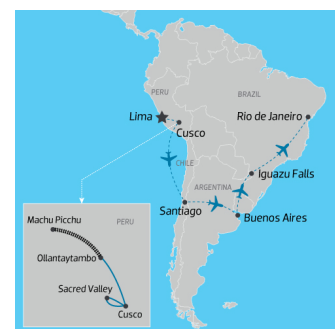 PERU
BRAZIL
Lima
Rio de Janeiro
Cusco
CHILE
Iguazu Falls
ARGENTINA
Santiago
Buenos Aires
Machu Picchu
PERU
Ollantaytambo
Sacred Valley
Cusco